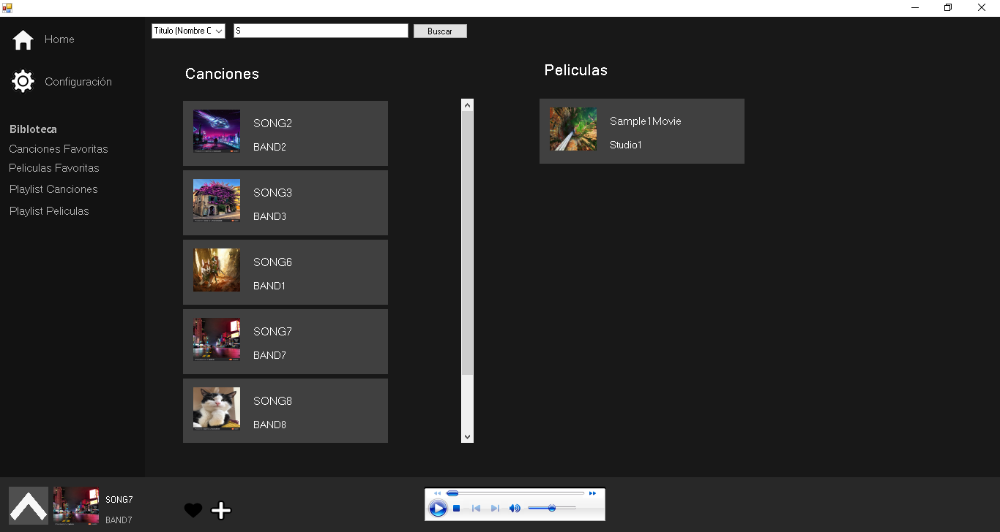 Home
Configuración
Bibloteca
Canciones Favoritas
Peliculas Favoritas
Playlist Canciones
Playlist Peliculas
Titulo (Nombre C
S
Buscar
Canciones
SONG2
BAND2
SONG3
BAND3
SONG6
BAND1
SONG7
BAND7
SONG8
BAND8
Peliculas
Sample1Movie
Studio1
SONG7
BAND7